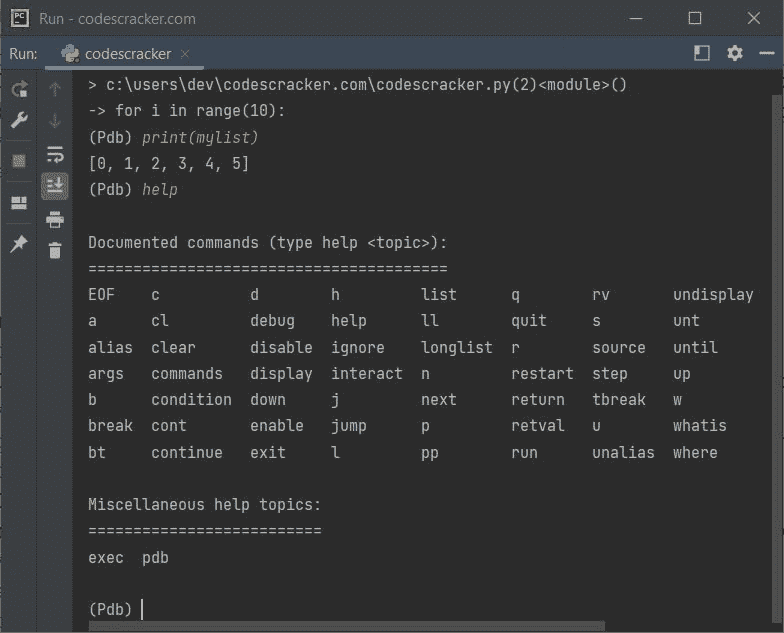 PC Run - codescracker.com
Run: codescracker
> c:\users\dev\codescracker.com\codescracker.py(2)<module>()
-> for i in range(10):
(Pdb) print(mylist)
[0, 1, 2, 3, 4, 5]
(Pdb) help
Documented commands (type help <topic>):
========================================
EOF c d h list q rv undisplay
a cl debug help ll quit s unt
alias clear disable ignore longlist r source until
args commands display interact n restart step up
b condition down j next return tbreak w
break cont enable jump p retval u whatis
bt continue exit l pp run unalias where
Miscellaneous help topics:
==========================
exec pdb
(Pdb)